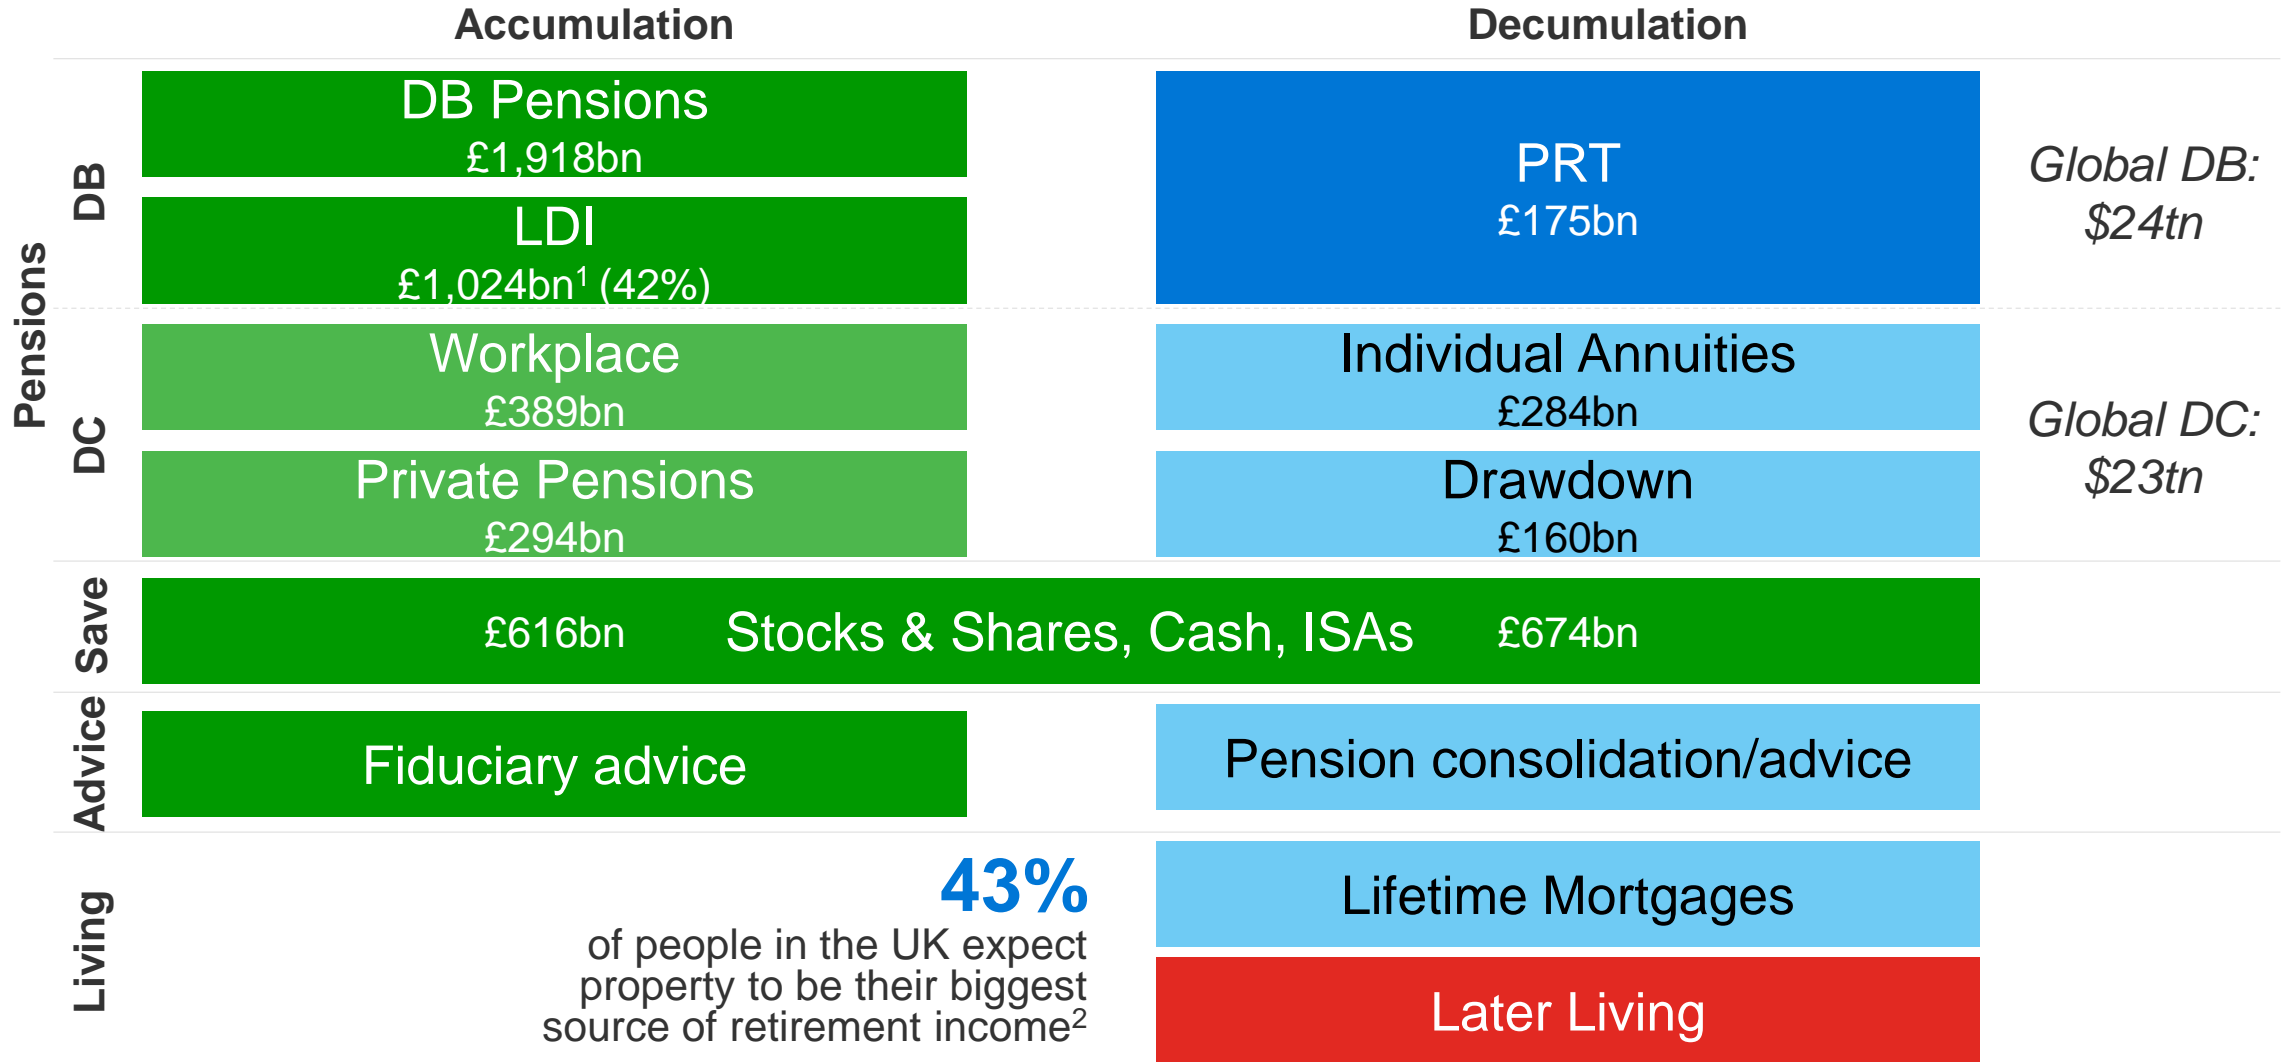 Accumulation
Decumulation
Pensions
DB
DB Pensions
£1,918bn
LDI
£1,024bn¹ (42%)
PRT
£175bn
Global DB:
$24tn
DC
Workplace
£389bn
Private Pensions
£294bn
Individual Annuities
£284bn
Drawdown
£160bn
Global DC:
$23tn
Save
£616bn Stocks & Shares, Cash, ISAs £674bn
Advice
Fiduciary advice
Pension consolidation/advice
Living
43%
of people in the UK expect
property to be their biggest
source of retirement income²
Lifetime Mortgages
Later Living